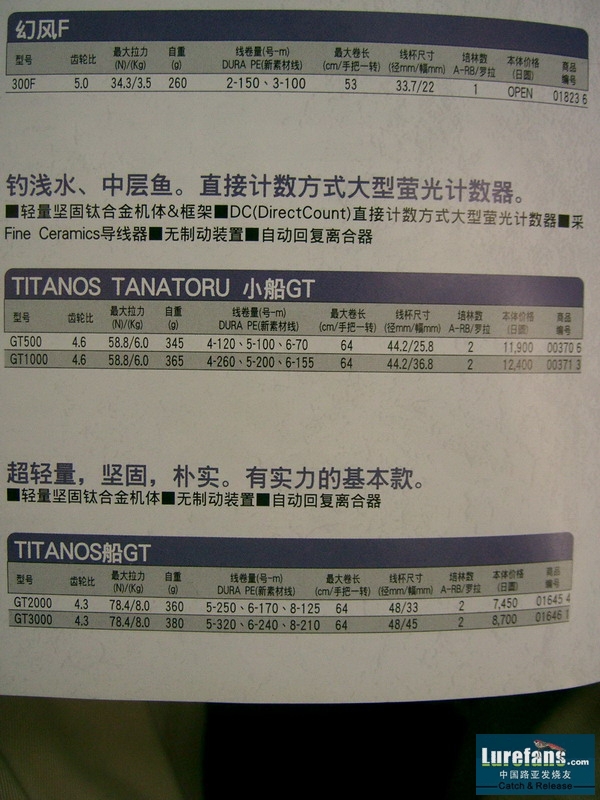 幻风F
型号 齿轮比 最大拉力(N)/(Kg) 自重(g) 线卷量(号-m) DURA PE(新素材线) 最大卷长(cm/手把一转) 线杯尺寸(径mm/幅mm) 培林数A-RB/罗拉 本体价格(日圆) 商品编号
300F 5.0 34.3/3.5 260 2-150、3-100 53 33.7/22 1 OPEN 01823 6
钓浅水、中层鱼。直接计数方式大型萤光计数器。
■轻量坚固钛合金机体&框架■DC(DirectCount)直接计数方式大型萤光计数器■采
Fine Ceramics导线器■无制动装置■自动回复离合器
TITANOS TANATORU 小船GT
型号 齿轮比 最大拉力(N)/(Kg) 自重(g) 线卷量(号-m) DURA PE(新素材线) 最大卷长(cm/手把一转) 线杯尺寸(径mm/幅mm) 培林数A-RB/罗拉 本体价格(日圆) 商品编号
GT500 4.6 58.8/6.0 345 4-120、5-100、6-70 64 44.2/25.8 2 11,900 00370 6
GT1000 4.6 58.8/6.0 365 4-260、5-200、6-155 64 44.2/36.8 2 12,400 00371 3
超轻量，坚固，朴实。有实力的基本款。
■轻量坚固钛合金机体■无制动装置■自动回复离合器
TITANOS船GT
型号 齿轮比 最大拉力(N)/(Kg) 自重(g) 线卷量(号-m) DURA PE(新素材线) 最大卷长(cm/手把一转) 线杯尺寸(径mm/幅mm) 培林数A-RB/罗拉 本体价格(日圆) 商品编号
GT2000 4.3 78.4/8.0 360 5-250、6-170、8-125 64 48/33 2 7,450 01645 4
GT3000 4.3 78.4/8.0 380 5-320、6-240、8-210 64 48/45 2 8,700 01646 1
Lurefans.com
中国路亚发烧友
Catch & Release